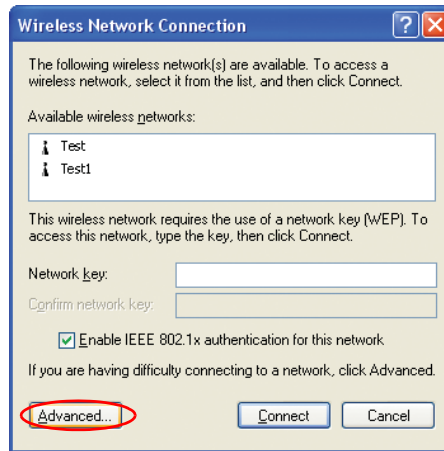 Wireless Network Connection
The following wireless network(s) are available. To access a
wireless network, select it from the list, and then click Connect.
Available wireless networks:
Test
Test1
This wireless network requires the use of a network key (WEP). To
access this network, type the key, then click Connect.
Network key:
Confirm network key:
Enable IEEE 802.1x authentication for this network
If you are having difficulty connecting to a network, click Advanced.
Advanced... Connect Cancel